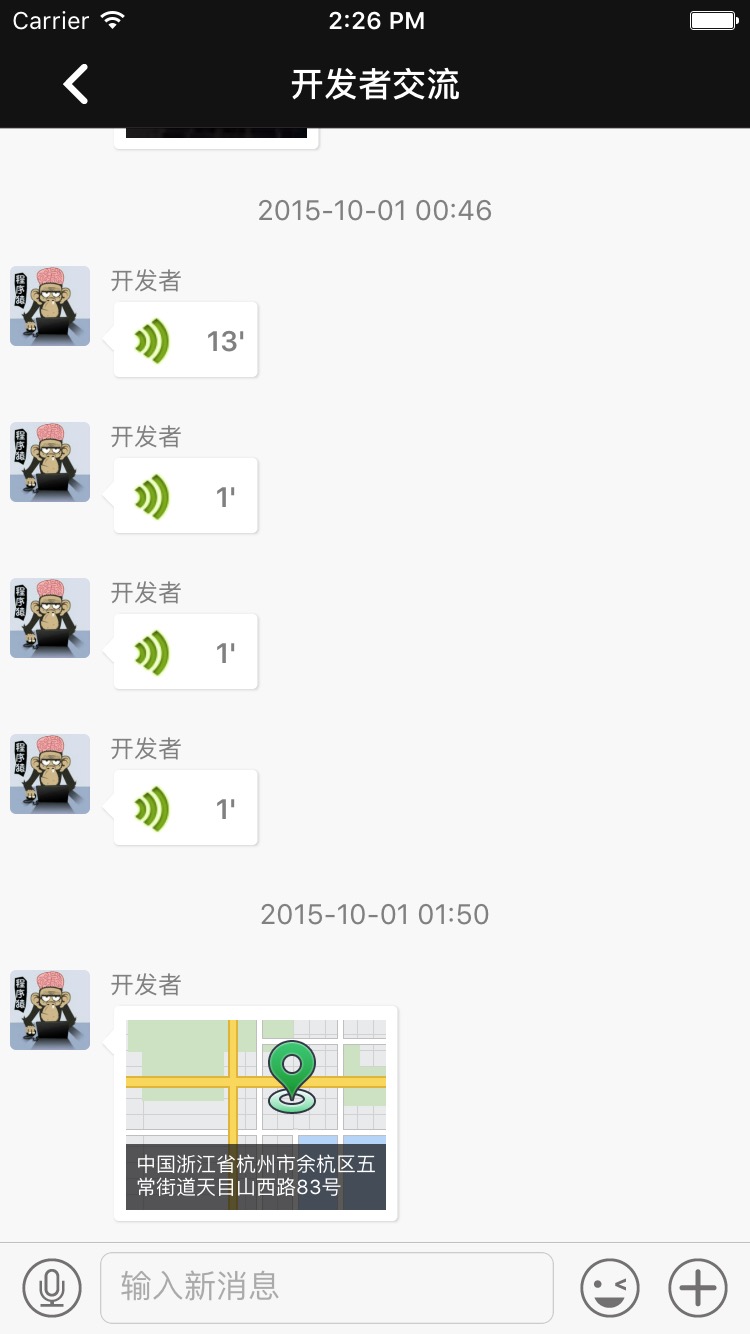 Carrier 2:26 PM
开发者交流
2015-10-01 00:46
程序猿
开发者
13'
程序猿
开发者
1'
程序猿
开发者
1'
程序猿
开发者
1'
2015-10-01 01:50
程序猿
开发者
中国浙江省杭州市余杭区五
常街道天目山西路83号
输入新消息